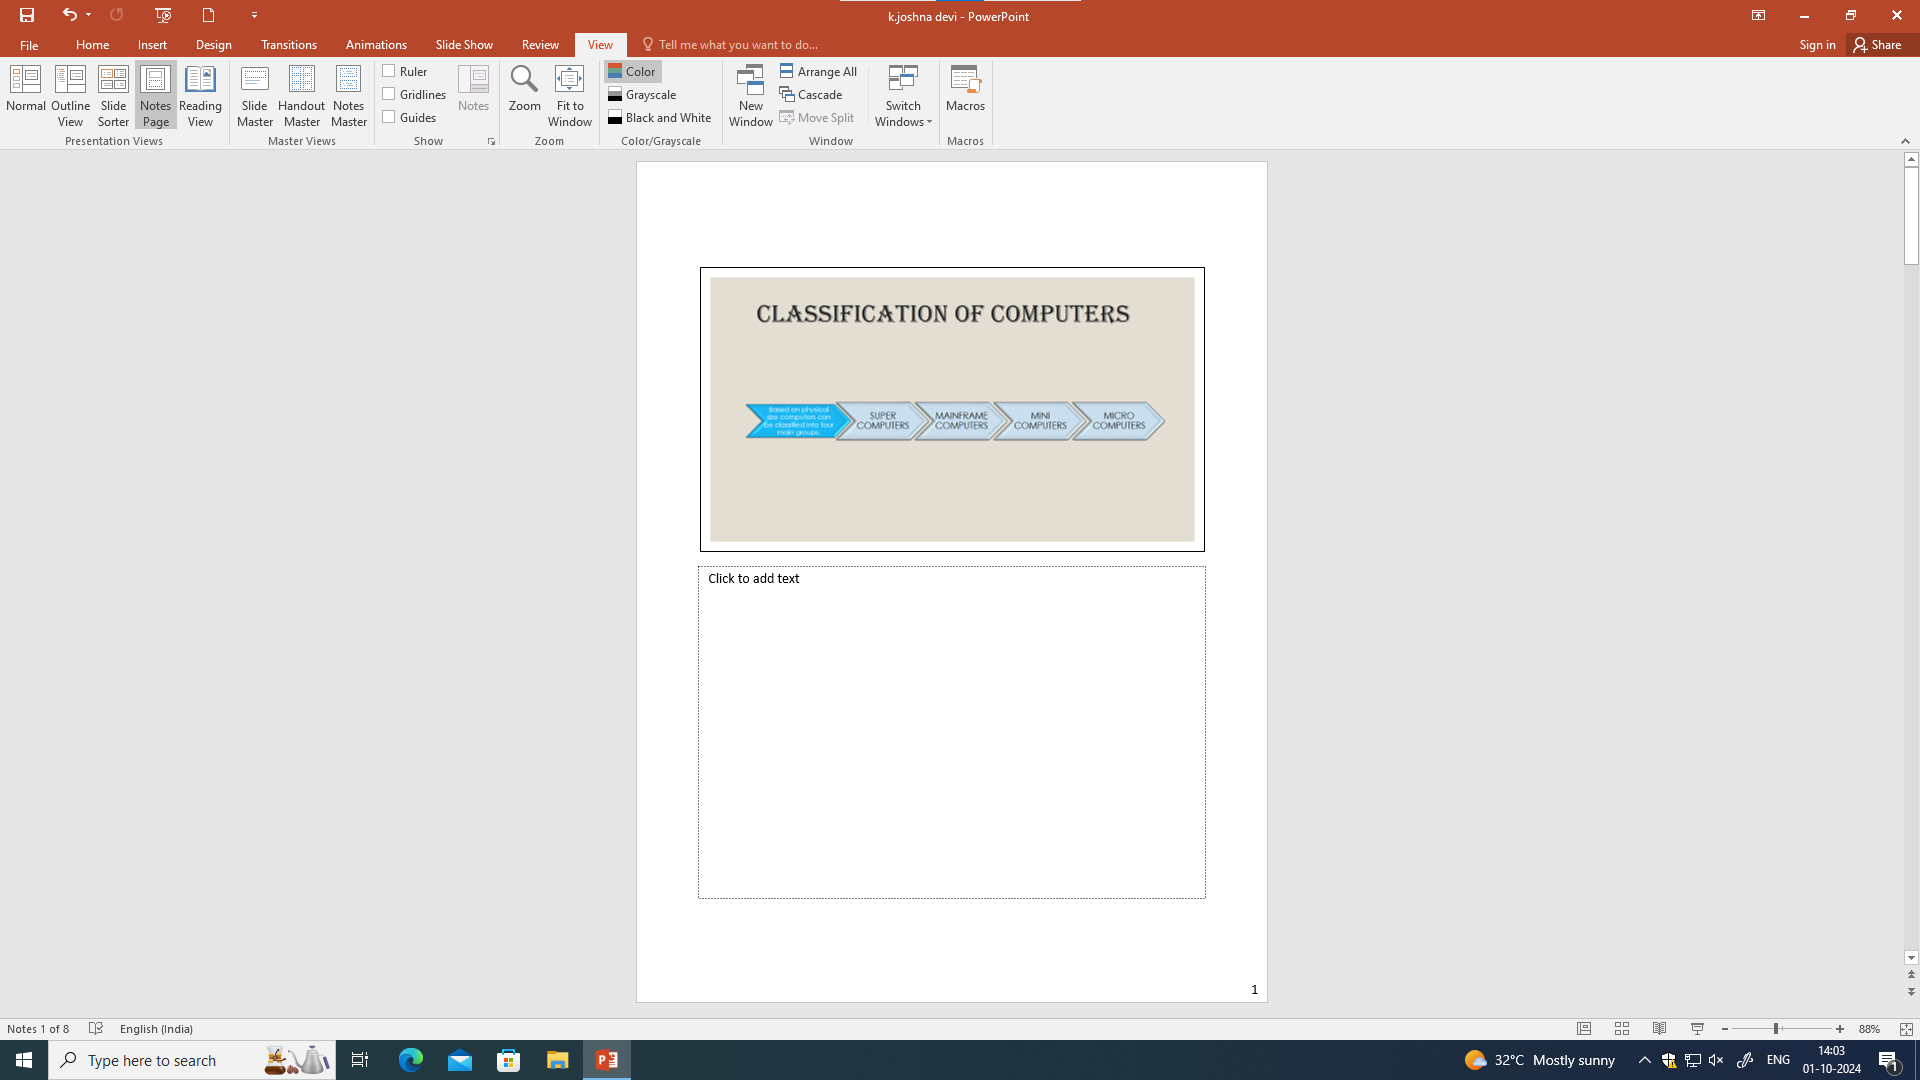 k.joshna devi - PowerPoint
File Home Insert Design Transitions Animations Slide Show Review View Tell me what you want to do... Sign in Share
Normal Outline View Slide Sorter Notes Page Reading View
Presentation Views
Slide Master Handout Master Notes Master
Master Views
Ruler
Gridlines
Guides
Notes
Show
Zoom Fit to Window
Zoom
Color
Grayscale
Black and White
Color/Grayscale
New Window
Arrange All
Cascade
Move Split
Switch Windows
Window
Macros
Macros
CLASSIFICATION OF COMPUTERS
Based on physical
size computers can
be classified into four
main groups.
SUPER
COMPUTERS
MAINFRAME
COMPUTERS
MINI
COMPUTERS
MICRO
COMPUTERS
Click to add text
1
Notes 1 of 8 English (India) 88%
Type here to search
32°C Mostly sunny ENG
14:03
01-10-2024
1